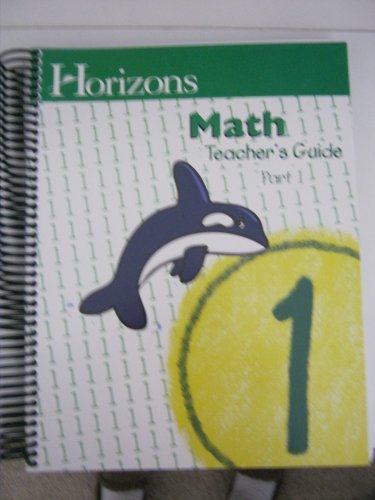 Horizons
Math
Teacher's Guide
Part 1
1